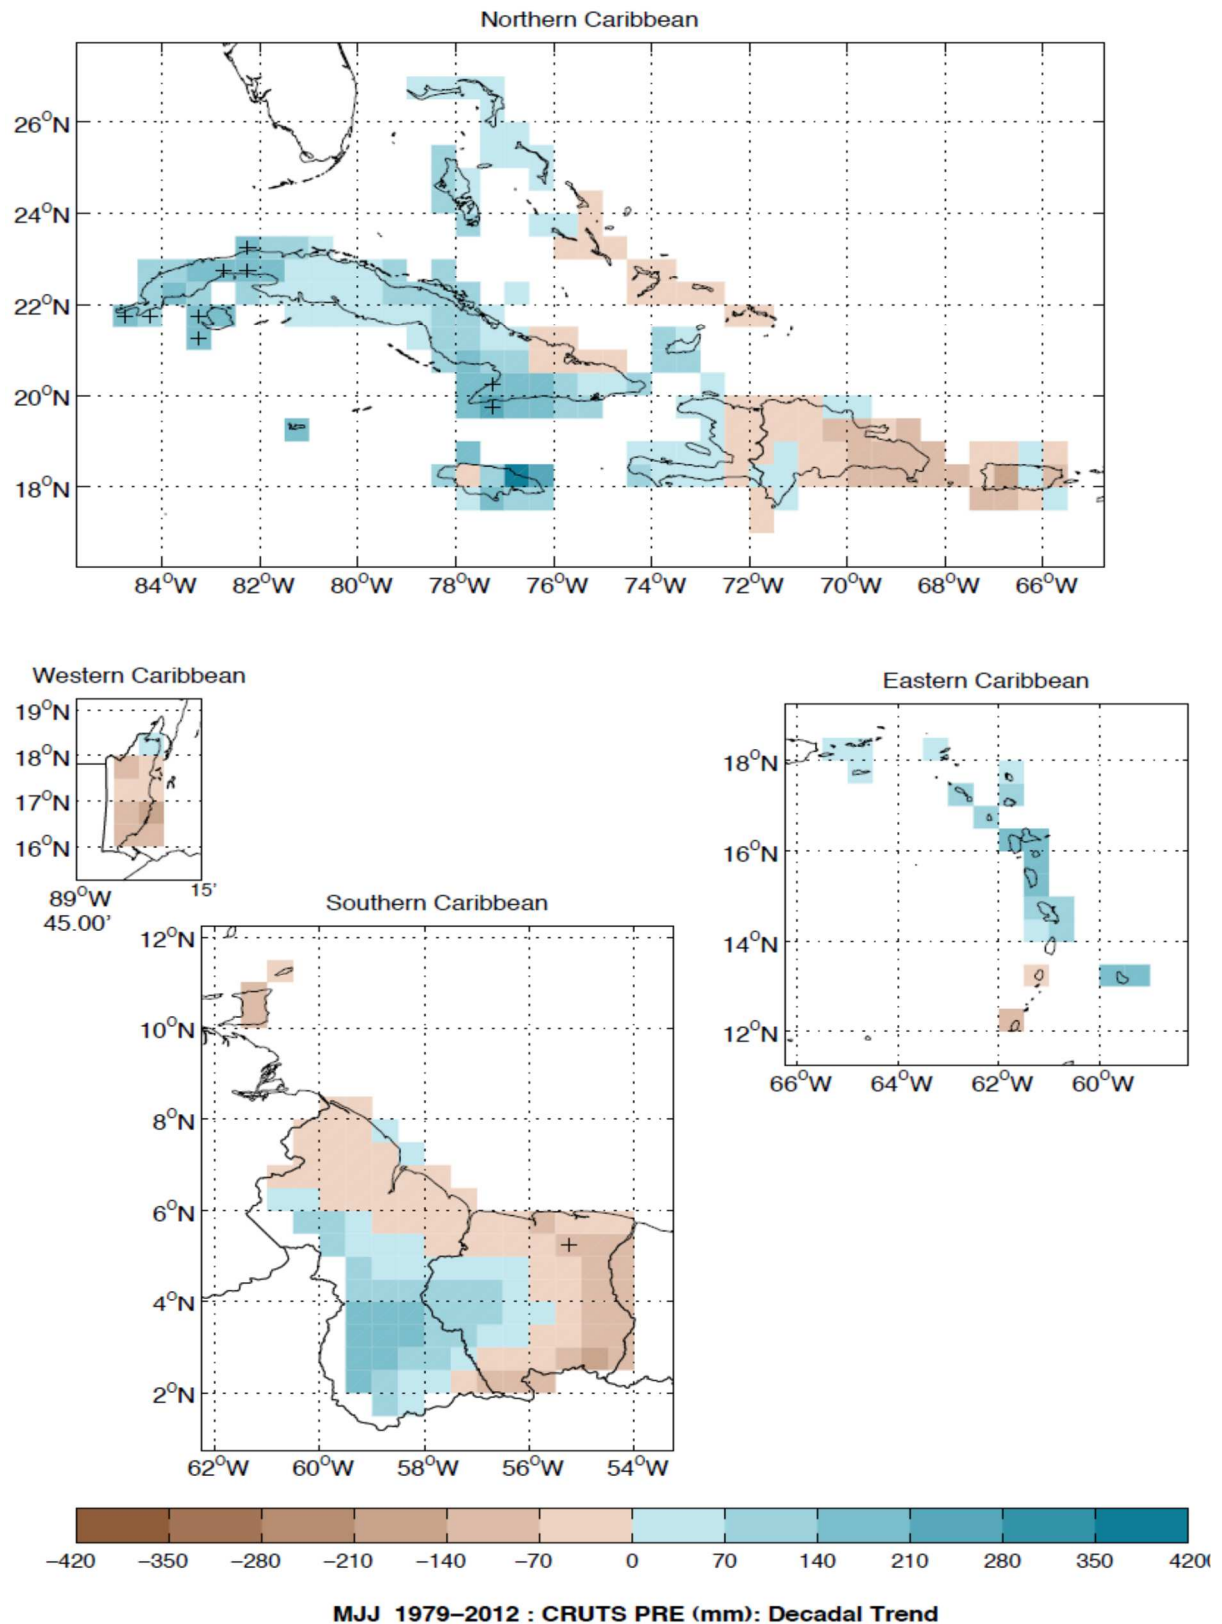 Northern Caribbean
26°N
24°N
22°N
20°N
18°N
84°W 82°W 80°W 78°W 76°W 74°W 72°W 70°W 68°W 66°W
Western Caribbean
19°N
18°N
17°N
16°N
89°W
45.00'
15'
Eastern Caribbean
18°N
16°N
14°N
12°N
66°W 64°W 62°W 60°W
Southern Caribbean
12°N
10°N
8°N
6°N
4°N
2°N
62°W 60°W 58°W 56°W 54°W
−420 −350 −280 −210 −140 −70 0 70 140 210 280 350 4200
MJJ 1979−2012 : CRUTS PRE (mm): Decadal Trend